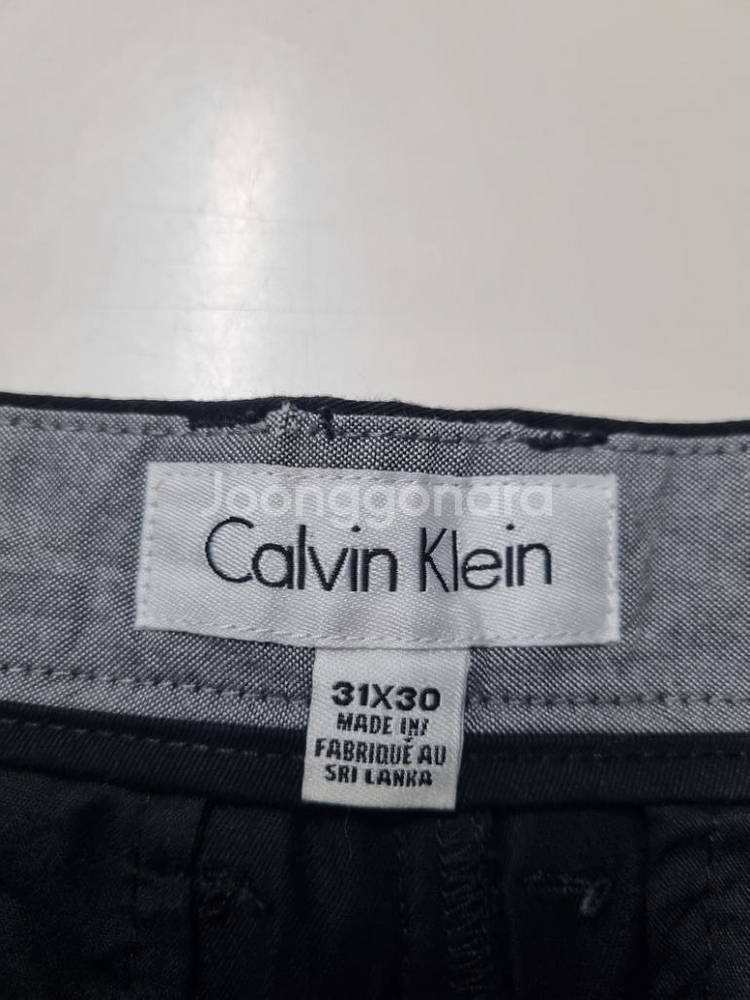 Joonggonara
Calvin Klein
31X30
MADE IN/
FABRIQUÉ AU
SRI LANKA